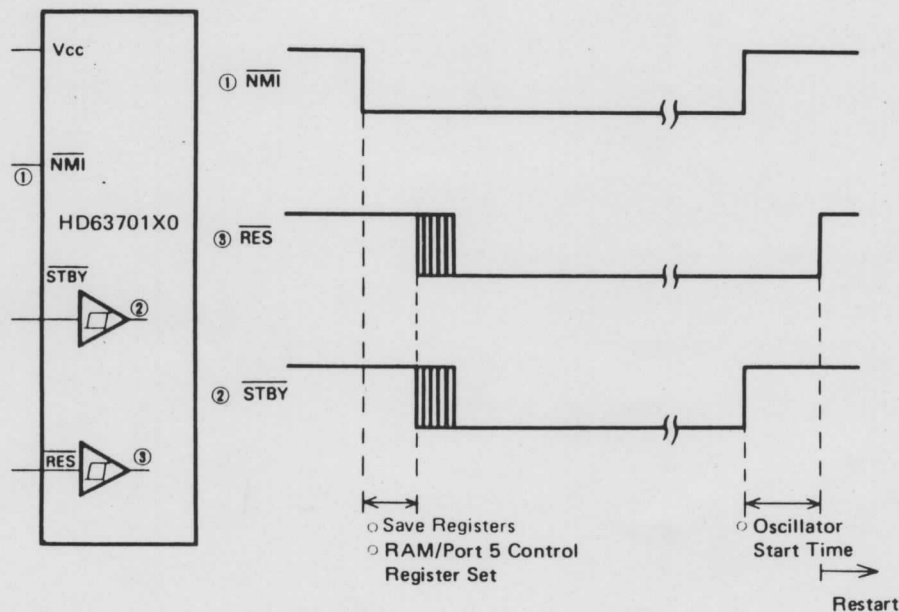 Vcc
① NMI
HD63701X0
STBY
②
RES
③
① NMI
③ RES
② STBY
○ Save Registers
○ RAM/Port 5 Control
Register Set
○ Oscillator
Start Time
Restart